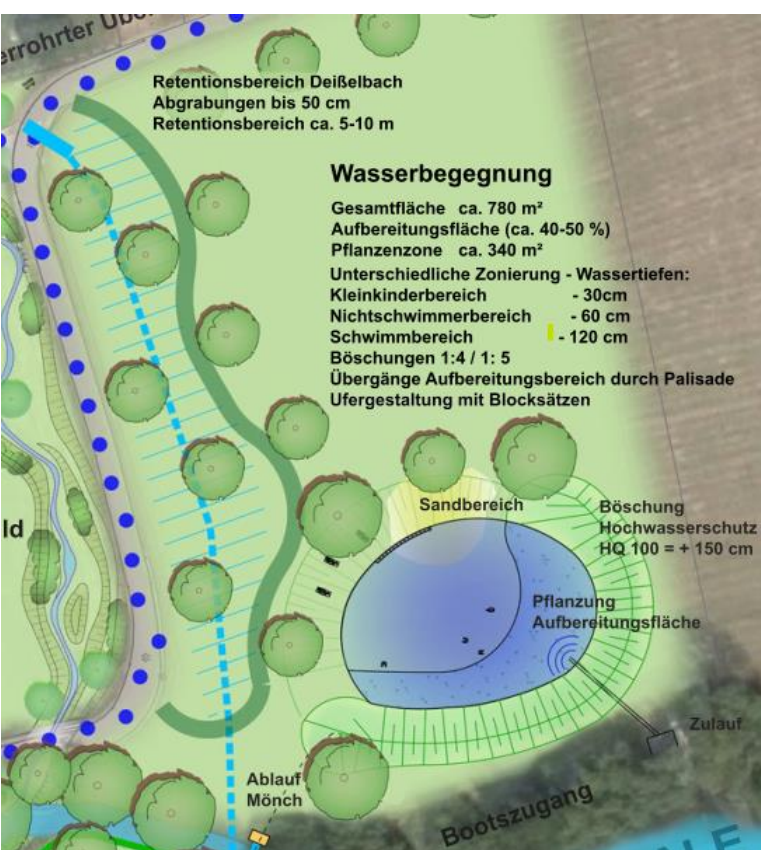 errohrter Über
Retentionsbereich Deißelbach
Abgrabungen bis 50 cm
Retentionsbereich ca. 5-10 m
Wasserbegegnung
Gesamtfläche ca. 780 m²
Aufbereitungsfläche (ca. 40-50 %)
Pflanzenzone ca. 340 m²
Unterschiedliche Zonierung - Wassertiefen:
Kleinkinderbereich - 30cm
Nichtschwimmerbereich - 60 cm
Schwimmbereich - 120 cm
Böschungen 1:4 / 1: 5
Übergänge Aufbereitungsbereich durch Palisade
Ufergestaltung mit Blocksätzen
Sandbereich
Böschung
Hochwasserschutz
HQ 100 = + 150 cm
ld
Pflanzung
Aufbereitungsfläche
Zulauf
Ablauf
Mönch
Bootszugang
ALE